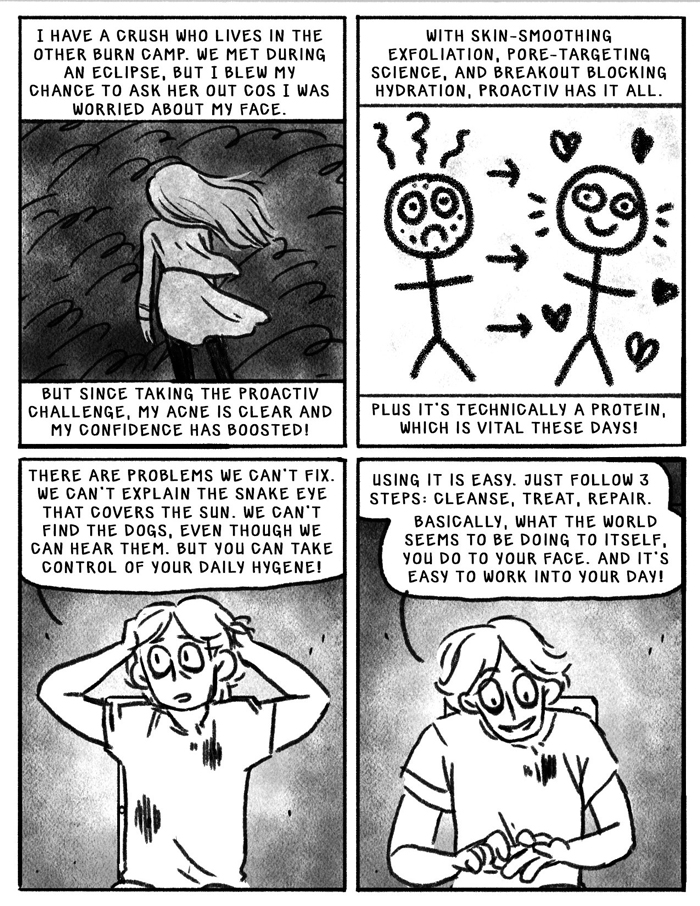 I HAVE A CRUSH WHO LIVES IN THE
OTHER BURN CAMP. WE MET DURING
AN ECLIPSE, BUT I BLEW MY
CHANCE TO ASK HER OUT COS I WAS
WORRIED ABOUT MY FACE.
BUT SINCE TAKING THE PROACTIV
CHALLENGE, MY ACNE IS CLEAR AND
MY CONFIDENCE HAS BOOSTED!
WITH SKIN-SMOOTHING
EXFOLIATION, PORE-TARGETING
SCIENCE, AND BREAKOUT BLOCKING
HYDRATION, PROACTIV HAS IT ALL.
PLUS IT'S TECHNICALLY A PROTEIN,
WHICH IS VITAL THESE DAYS!
THERE ARE PROBLEMS WE CAN'T FIX.
WE CAN'T EXPLAIN THE SNAKE EYE
THAT COVERS THE SUN. WE CAN'T
FIND THE DOGS, EVEN THOUGH WE
CAN HEAR THEM. BUT YOU CAN TAKE
CONTROL OF YOUR DAILY HYGENE!
USING IT IS EASY. JUST FOLLOW 3
STEPS: CLEANSE, TREAT, REPAIR.
BASICALLY, WHAT THE WORLD
SEEMS TO BE DOING TO ITSELF,
YOU DO TO YOUR FACE. AND IT'S
EASY TO WORK INTO YOUR DAY!